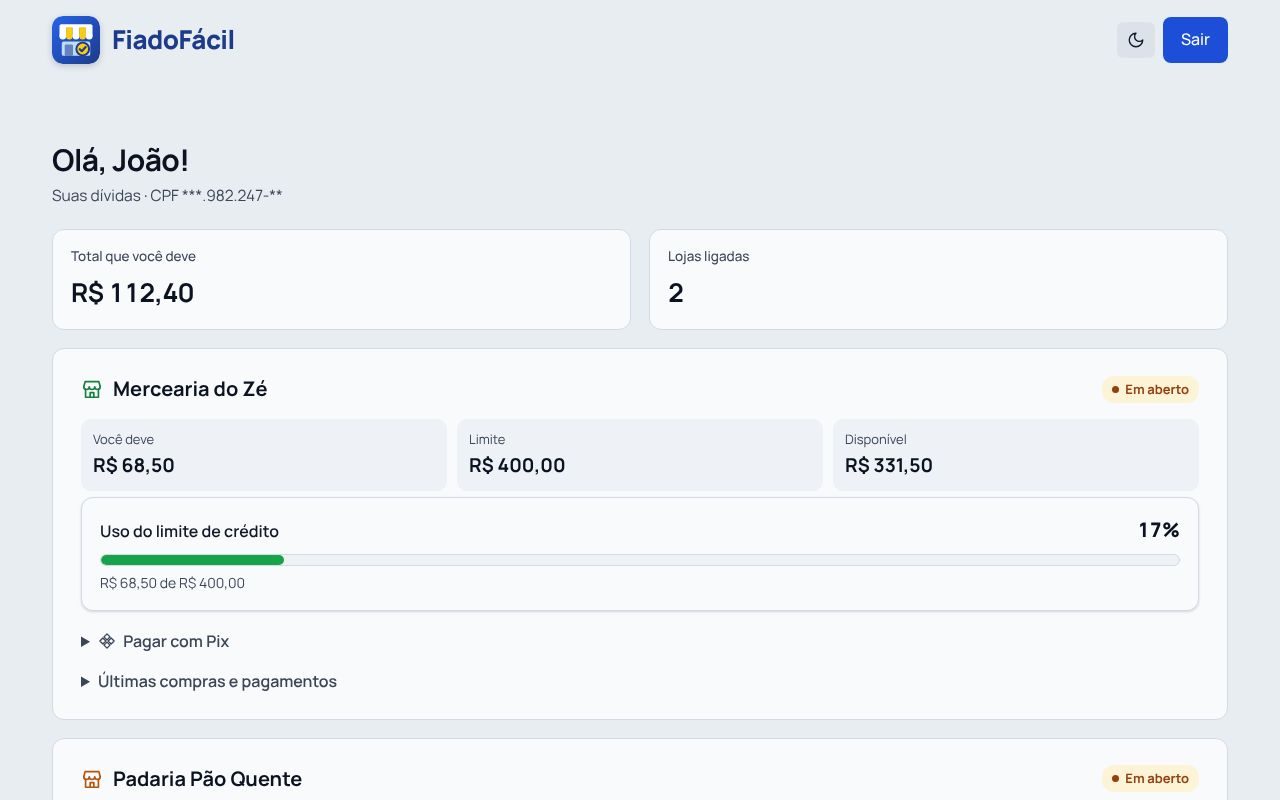 FiadoFácil
Sair
Olá, João!
Suas dívidas · CPF ***.982.247-**
Total que você deve
R$ 112,40
Lojas ligadas
2
Mercearia do Zé
Em aberto
Você deve
R$ 68,50
Limite
R$ 400,00
Disponível
R$ 331,50
Uso do limite de crédito
17%
R$ 68,50 de R$ 400,00
Pagar com Pix
Últimas compras e pagamentos
Padaria Pão Quente
Em aberto